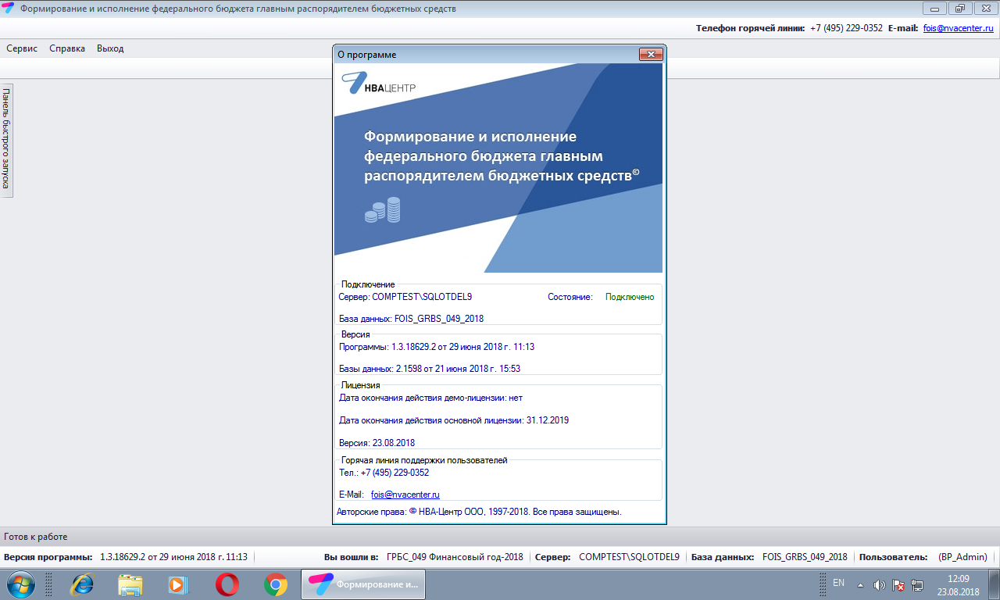 Формирование и исполнение федерального бюджета главным распорядителем бюджетных средств
Телефон горячей линии: +7 (495) 229-0352 E-mail: fois@nvacenter.ru
Сервис Справка Выход
Панель быстрого запуска
О программе
НВАЦЕНТР
Формирование и исполнение
федерального бюджета главным
распорядителем бюджетных средств©
Подключение
Сервер: COMPTEST\SQLOTDEL9 Состояние: Подключено
База данных: FOIS_GRBS_049_2018
Версия
Программы: 1.3.18629.2 от 29 июня 2018 г. 11:13
Базы данных: 2.1598 от 21 июня 2018 г. 15:53
Лицензия
Дата окончания действия демо-лицензии: нет
Дата окончания действия основной лицензии: 31.12.2019
Версия: 23.08.2018
Горячая линия поддержки пользователей
Тел.: +7 (495) 229-0352
E-Mail: fois@nvacenter.ru
Авторские права: © НВА-Центр ООО, 1997-2018. Все права защищены.
Готов к работе
Версия программы: 1.3.18629.2 от 29 июня 2018 г. 11:13 Вы вошли в: ГРБС_049 Финансовый год-2018 Сервер: COMPTEST\SQLOTDEL9 База данных: FOIS_GRBS_049_2018 Пользователь: (BP_Admin)
Формирование и... EN 12:09
23.08.2018